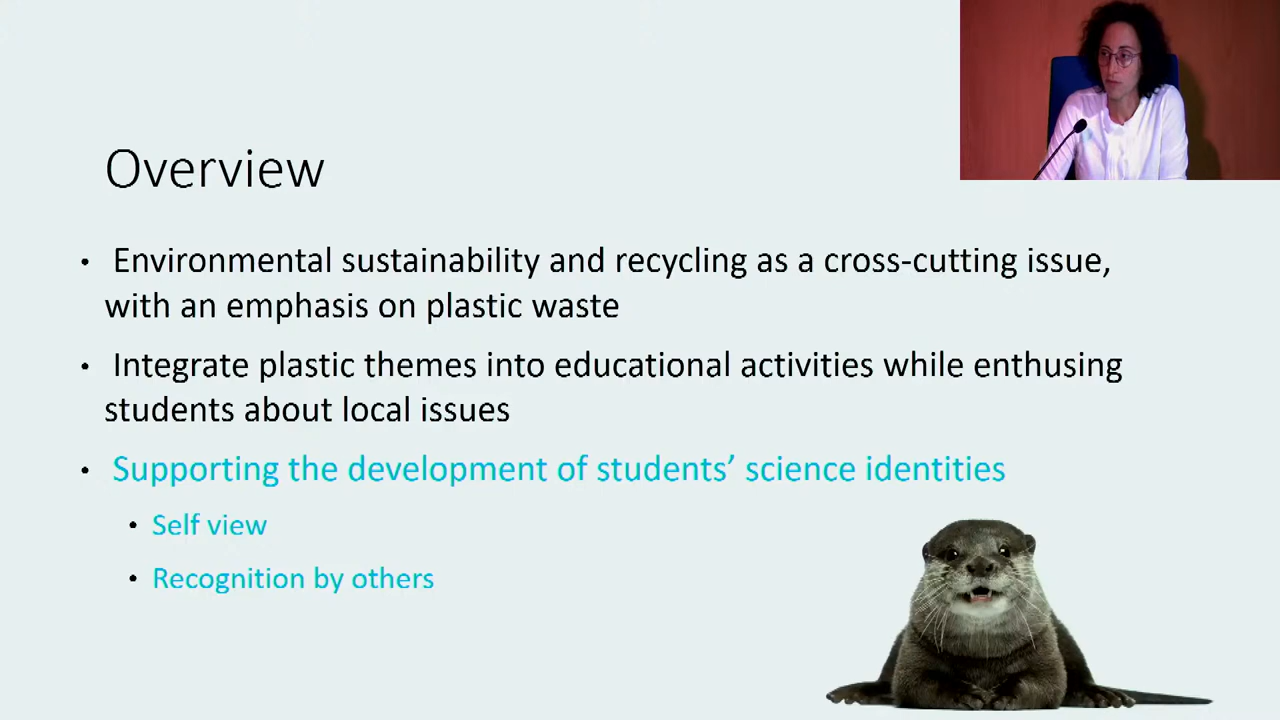 Overview
• Environmental sustainability and recycling as a cross-cutting issue,
with an emphasis on plastic waste
• Integrate plastic themes into educational activities while enthusing
students about local issues
• Supporting the development of students’ science identities
• Self view
• Recognition by others